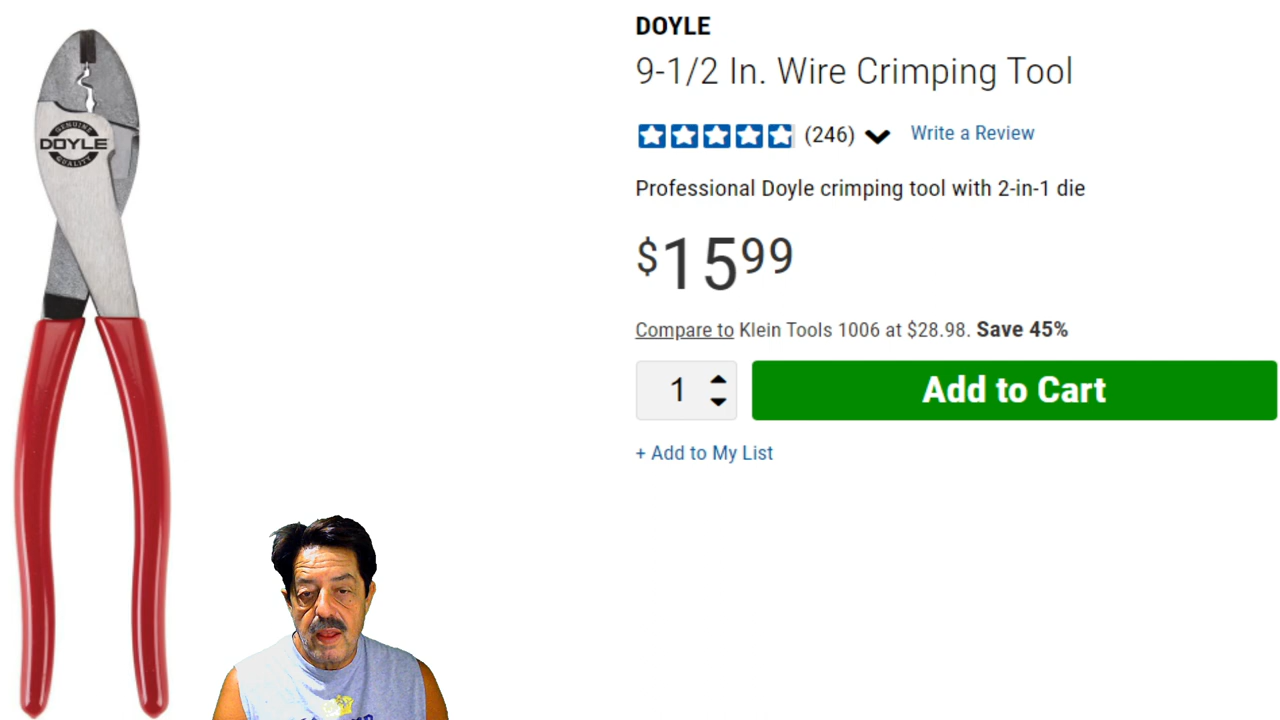 GENUINE
DOYLE
QUALITY
DOYLE
9-1/2 In. Wire Crimping Tool
(246) Write a Review
Professional Doyle crimping tool with 2-in-1 die
$15 99
Compare to Klein Tools 1006 at $28.98. Save 45%
1 Add to Cart
+ Add to My List